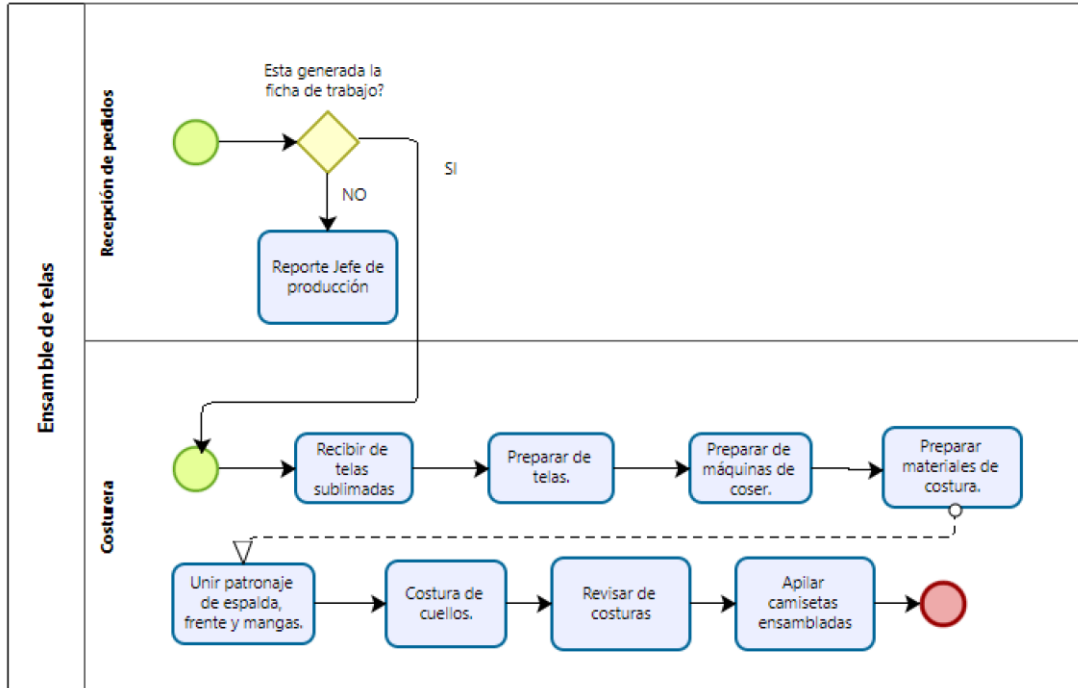 Ensamble de telas
Recepción de pedidos
Esta generada la
ficha de trabajo?
SI
NO
Reporte Jefe de
producción
Costurera
Recibir de
telas
sublimadas
Preparar de
telas.
Preparar de
máquinas de
coser.
Preparar
materiales de
costura.
Unir patronaje
de espalda,
frente y mangas.
Costura de
cuellos.
Revisar de
costuras
Apilar
camisetas
ensambladas